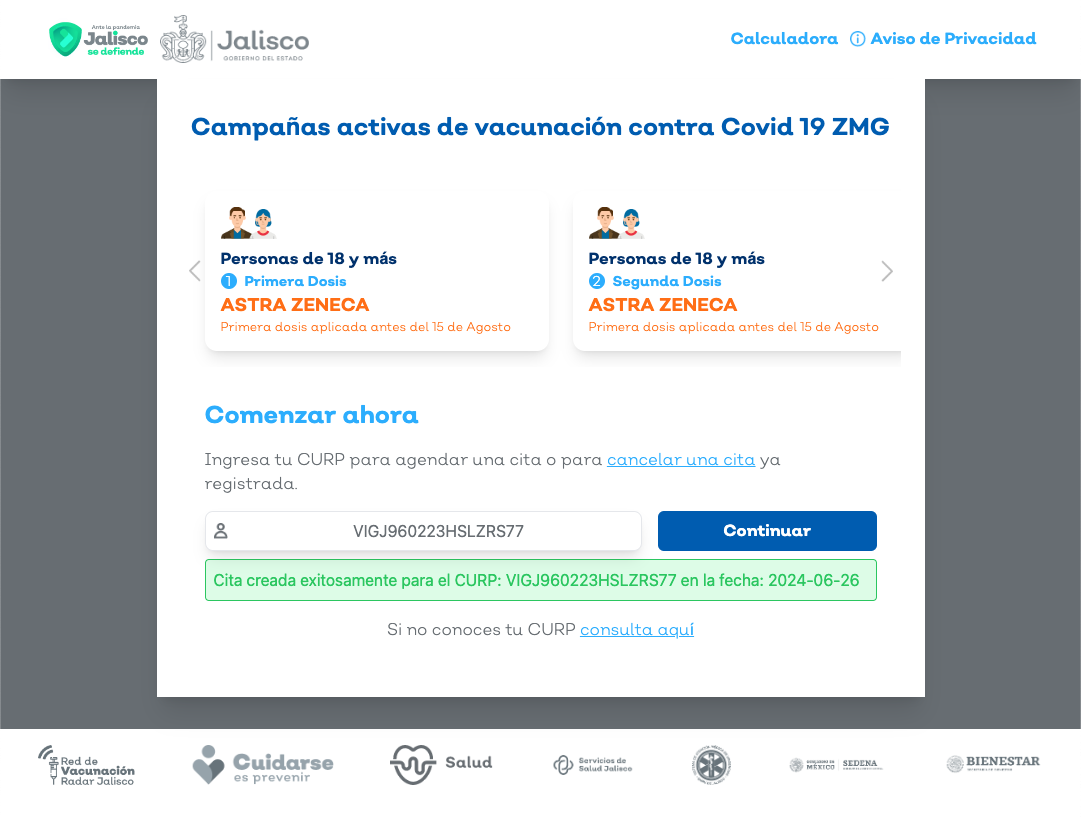 Ante la pandemia
Jalisco
se defiende
Jalisco
GOBIERNO DEL ESTADO
Calculadora
Aviso de Privacidad
Campañas activas de vacunación contra Covid 19 ZMG
Personas de 18 y más
1 Primera Dosis
ASTRA ZENECA
Primera dosis aplicada antes del 15 de Agosto
Personas de 18 y más
2 Segunda Dosis
ASTRA ZENECA
Primera dosis aplicada antes del 15 de Agosto
Comenzar ahora
Ingresa tu CURP para agendar una cita o para cancelar una cita ya
registrada.
VIGJ960223HSLZRS77
Continuar
Cita creada exitosamente para el CURP: VIGJ960223HSLZRS77 en la fecha: 2024-06-26
Si no conoces tu CURP consulta aquí
Red de
Vacunación
Radar Jalisco
Cuidarse
es prevenir
Salud
Servicios de
Salud Jalisco
GOBIERNO DE
MÉXICO
SEDENA
BIENESTAR